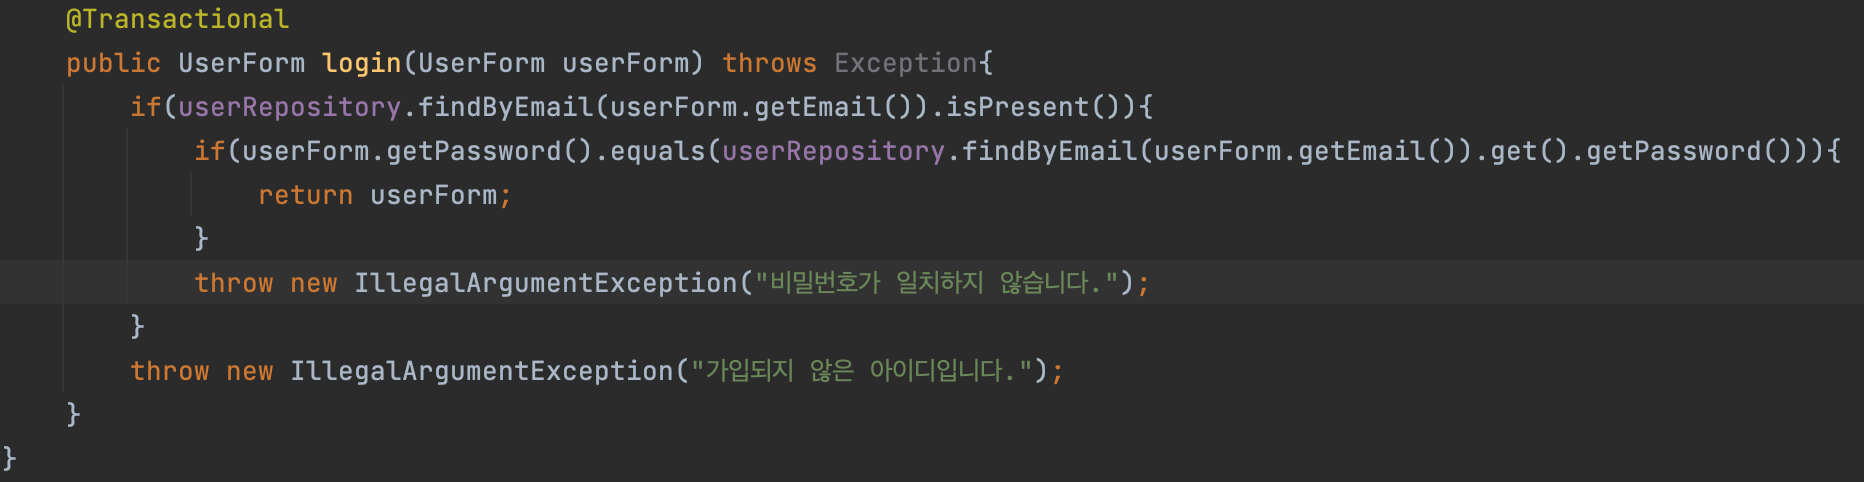 @Transactional
public UserForm login(UserForm userForm) throws Exception{
if(userRepository.findByEmail(userForm.getEmail()).isPresent()){
if(userForm.getPassword().equals(userRepository.findByEmail(userForm.getEmail()).get().getPassword())){
return userForm;
}
throw new IllegalArgumentException("비밀번호가 일치하지 않습니다.");
}
throw new IllegalArgumentException("가입되지 않은 아이디입니다.");
}
}